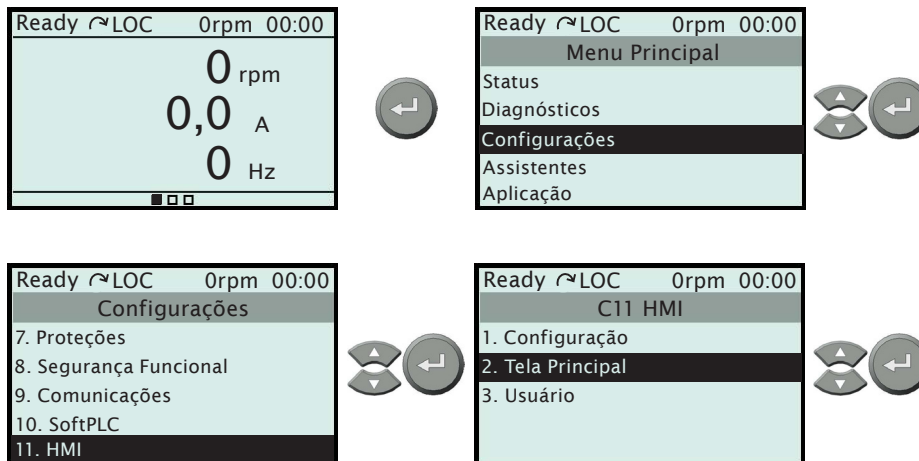 Ready LOC 0rpm 00:00
0 rpm
0,0 A
0 Hz
Ready LOC 0rpm 00:00
Menu Principal
Status
Diagnósticos
Configurações
Assistentes
Aplicação
Ready LOC 0rpm 00:00
Configurações
7. Proteções
8. Segurança Funcional
9. Comunicações
10. SoftPLC
11. HMI
Ready LOC 0rpm 00:00
C11 HMI
1. Configuração
2. Tela Principal
3. Usuário